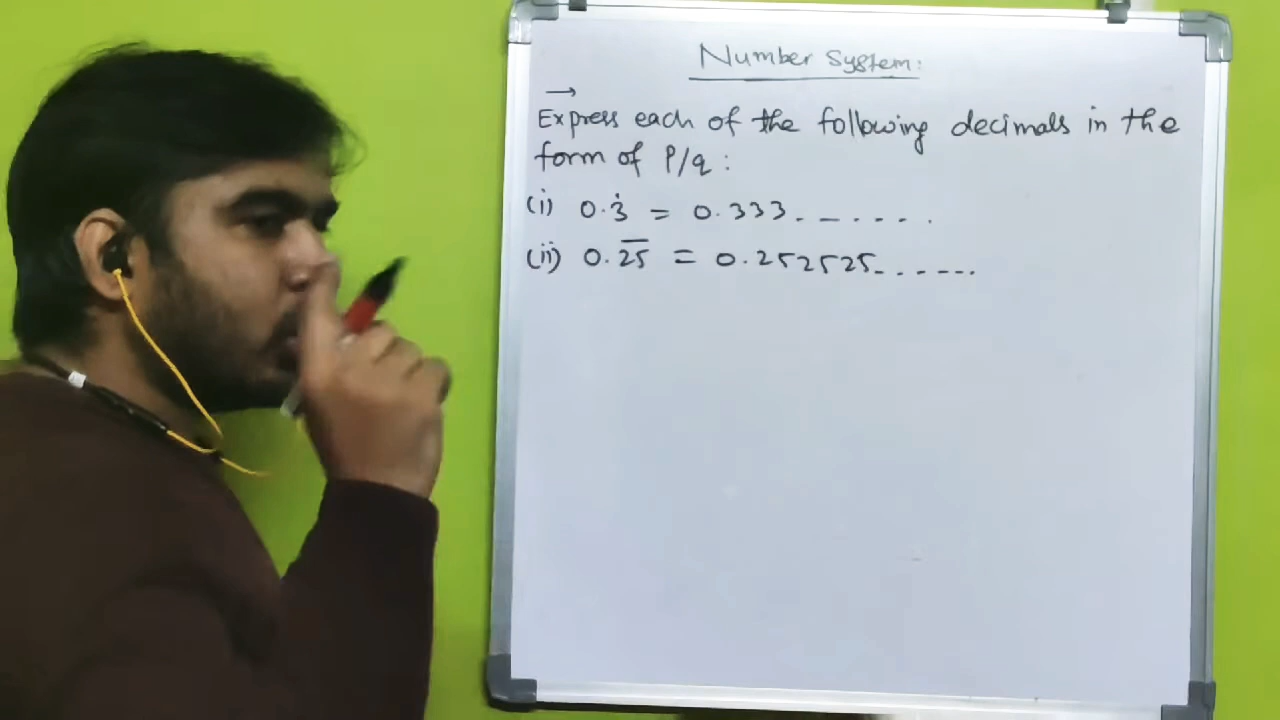 Number System:
→
Express each of the following decimals in the
form of P/q :
(i) 0.3̇ = 0.333. _ . . . . .
(ii) 0.2̅5̅ = 0.252525_ . . _ _ _ .